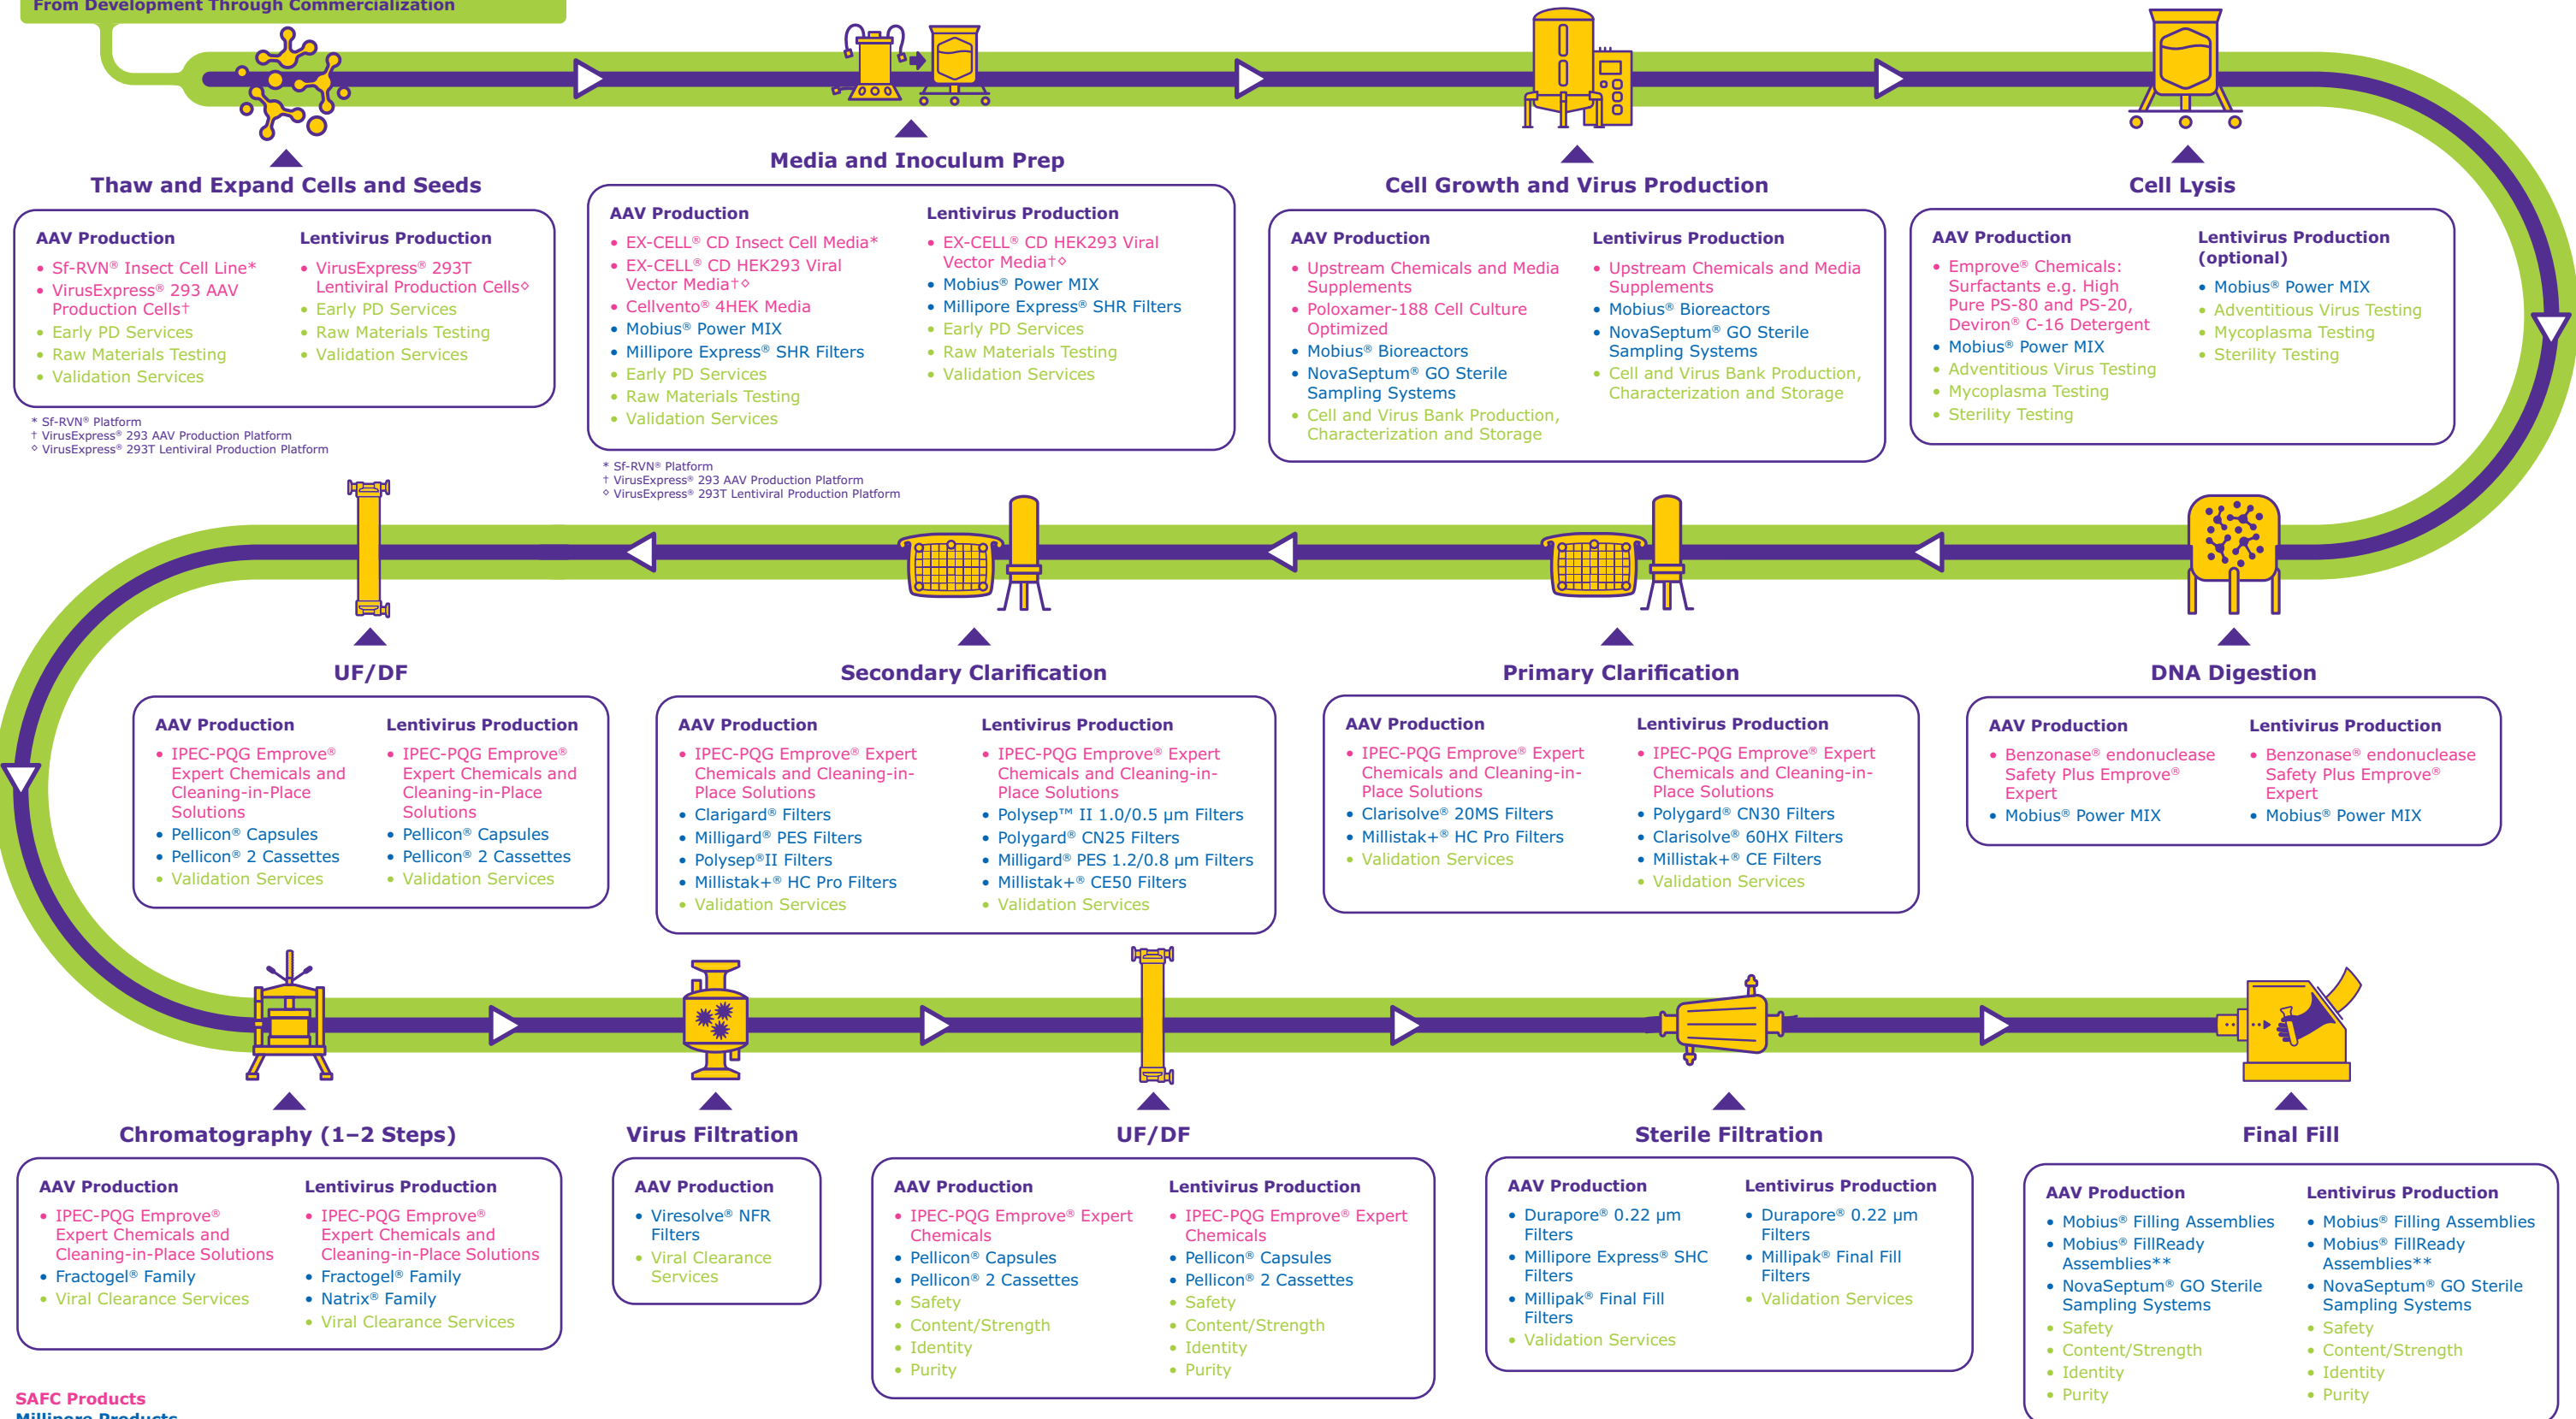 From Development Through Commercialization
Thaw and Expand Cells and Seeds
AAV Production
• Sf-RVN® Insect Cell Line*
• VirusExpress® 293 AAV
Production Cells†
• Early PD Services
• Raw Materials Testing
• Validation Services
Lentivirus Production
• VirusExpress® 293T
Lentiviral Production Cells◊
• Early PD Services
• Raw Materials Testing
• Validation Services
* Sf-RVN® Platform
† VirusExpress® 293 AAV Production Platform
◊ VirusExpress® 293T Lentiviral Production Platform
Media and Inoculum Prep
AAV Production
• EX-CELL® CD Insect Cell Media*
• EX-CELL® CD HEK293 Viral
Vector Media†◊
• Cellvento® 4HEK Media
• Mobius® Power MIX
• Millipore Express® SHR Filters
• Early PD Services
• Raw Materials Testing
• Validation Services
Lentivirus Production
• EX-CELL® CD HEK293 Viral
Vector Media†◊
• Mobius® Power MIX
• Millipore Express® SHR Filters
• Early PD Services
• Raw Materials Testing
• Validation Services
* Sf-RVN® Platform
† VirusExpress® 293 AAV Production Platform
◊ VirusExpress® 293T Lentiviral Production Platform
Cell Growth and Virus Production
AAV Production
• Upstream Chemicals and Media
Supplements
• Poloxamer-188 Cell Culture
Optimized
• Mobius® Bioreactors
• NovaSeptum® GO Sterile
Sampling Systems
• Cell and Virus Bank Production,
Characterization and Storage
Lentivirus Production
• Upstream Chemicals and Media
Supplements
• Mobius® Bioreactors
• NovaSeptum® GO Sterile
Sampling Systems
• Cell and Virus Bank Production,
Characterization and Storage
Cell Lysis
AAV Production
• Emprove® Chemicals:
Surfactants e.g. High
Pure PS-80 and PS-20,
Deviron® C-16 Detergent
• Mobius® Power MIX
• Adventitious Virus Testing
• Mycoplasma Testing
• Sterility Testing
Lentivirus Production
(optional)
• Mobius® Power MIX
• Adventitious Virus Testing
• Mycoplasma Testing
• Sterility Testing
UF/DF
AAV Production
• IPEC-PQG Emprove®
Expert Chemicals and
Cleaning-in-Place
Solutions
• Pellicon® Capsules
• Pellicon® 2 Cassettes
• Validation Services
Lentivirus Production
• IPEC-PQG Emprove®
Expert Chemicals and
Cleaning-in-Place
Solutions
• Pellicon® Capsules
• Pellicon® 2 Cassettes
• Validation Services
Secondary Clarification
AAV Production
• IPEC-PQG Emprove® Expert
Chemicals and Cleaning-in-
Place Solutions
• Clarigard® Filters
• Milligard® PES Filters
• Polysep®II Filters
• Millistak+® HC Pro Filters
• Validation Services
Lentivirus Production
• IPEC-PQG Emprove® Expert
Chemicals and Cleaning-in-
Place Solutions
• Polysep™ II 1.0/0.5 µm Filters
• Polygard® CN25 Filters
• Milligard® PES 1.2/0.8 µm Filters
• Millistak+® CE50 Filters
• Validation Services
Primary Clarification
AAV Production
• IPEC-PQG Emprove® Expert
Chemicals and Cleaning-in-
Place Solutions
• Clarisolve® 20MS Filters
• Millistak+® HC Pro Filters
• Validation Services
Lentivirus Production
• IPEC-PQG Emprove® Expert
Chemicals and Cleaning-in-
Place Solutions
• Polygard® CN30 Filters
• Clarisolve® 60HX Filters
• Millistak+® CE Filters
• Validation Services
DNA Digestion
AAV Production
• Benzonase® endonuclease
Safety Plus Emprove®
Expert
• Mobius® Power MIX
Lentivirus Production
• Benzonase® endonuclease
Safety Plus Emprove®
Expert
• Mobius® Power MIX
Chromatography (1–2 Steps)
AAV Production
• IPEC-PQG Emprove®
Expert Chemicals and
Cleaning-in-Place Solutions
• Fractogel® Family
• Viral Clearance Services
Lentivirus Production
• IPEC-PQG Emprove®
Expert Chemicals and
Cleaning-in-Place Solutions
• Fractogel® Family
• Natrix® Family
• Viral Clearance Services
Virus Filtration
AAV Production
• Viresolve® NFR
Filters
• Viral Clearance
Services
UF/DF
AAV Production
• IPEC-PQG Emprove® Expert
Chemicals
• Pellicon® Capsules
• Pellicon® 2 Cassettes
• Safety
• Content/Strength
• Identity
• Purity
Lentivirus Production
• IPEC-PQG Emprove® Expert
Chemicals
• Pellicon® Capsules
• Pellicon® 2 Cassettes
• Safety
• Content/Strength
• Identity
• Purity
Sterile Filtration
AAV Production
• Durapore® 0.22 µm
Filters
• Millipore Express® SHC
Filters
• Millipak® Final Fill
Filters
• Validation Services
Lentivirus Production
• Durapore® 0.22 µm
Filters
• Millipak® Final Fill
Filters
• Validation Services
Final Fill
AAV Production
• Mobius® Filling Assemblies
• Mobius® FillReady
Assemblies**
• NovaSeptum® GO Sterile
Sampling Systems
• Safety
• Content/Strength
• Identity
• Purity
Lentivirus Production
• Mobius® Filling Assemblies
• Mobius® FillReady
Assemblies**
• NovaSeptum® GO Sterile
Sampling Systems
• Safety
• Content/Strength
• Identity
• Purity
SAFC Products
Millipore Products